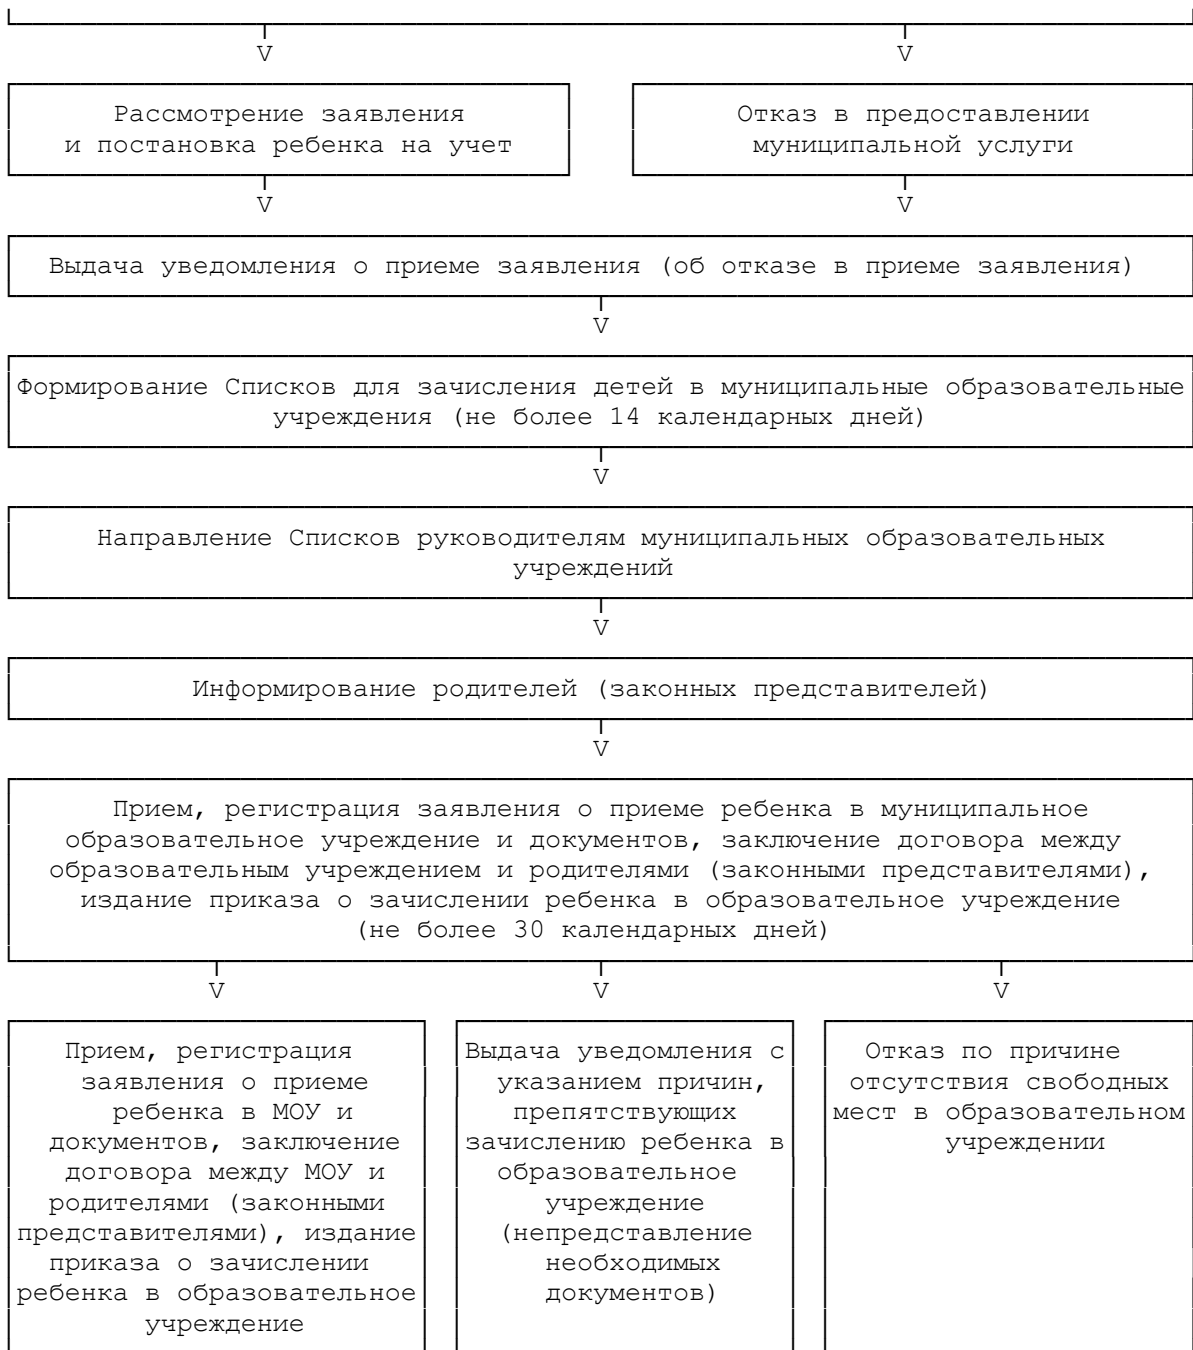 V
V
Рассмотрение заявления
и постановка ребенка на учет
Отказ в предоставлении
муниципальной услуги
V
V
Выдача уведомления о приеме заявления (об отказе в приеме заявления)
V
Формирование Списков для зачисления детей в муниципальные образовательные
учреждения (не более 14 календарных дней)
V
Направление Списков руководителям муниципальных образовательных
учреждений
V
Информирование родителей (законных представителей)
V
Прием, регистрация заявления о приеме ребенка в муниципальное
образовательное учреждение и документов, заключение договора между
образовательным учреждением и родителями (законными представителями),
издание приказа о зачислении ребенка в образовательное учреждение
(не более 30 календарных дней)
V
V
V
Прием, регистрация
заявления о приеме
ребенка в МОУ и
документов, заключение
договора между МОУ и
родителями (законными
представителями), издание
приказа о зачислении
ребенка в образовательное
учреждение
Выдача уведомления с
указанием причин,
препятствующих
зачислению ребенка в
образовательное
учреждение
(непредставление
необходимых
документов)
Отказ по причине
отсутствия свободных
мест в образовательном
учреждении